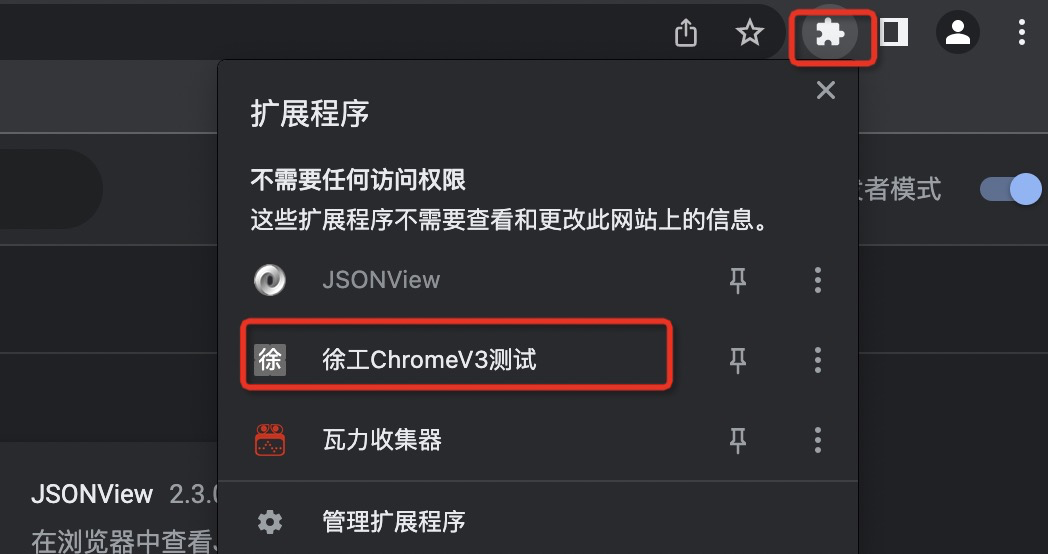 扩展程序
不需要任何访问权限
这些扩展程序不需要查看和更改此网站上的信息。
者模式
JSONView
徐 徐工ChromeV3测试
瓦力收集器
JSONView 2.3.
管理扩展程序
在浏览器中查看